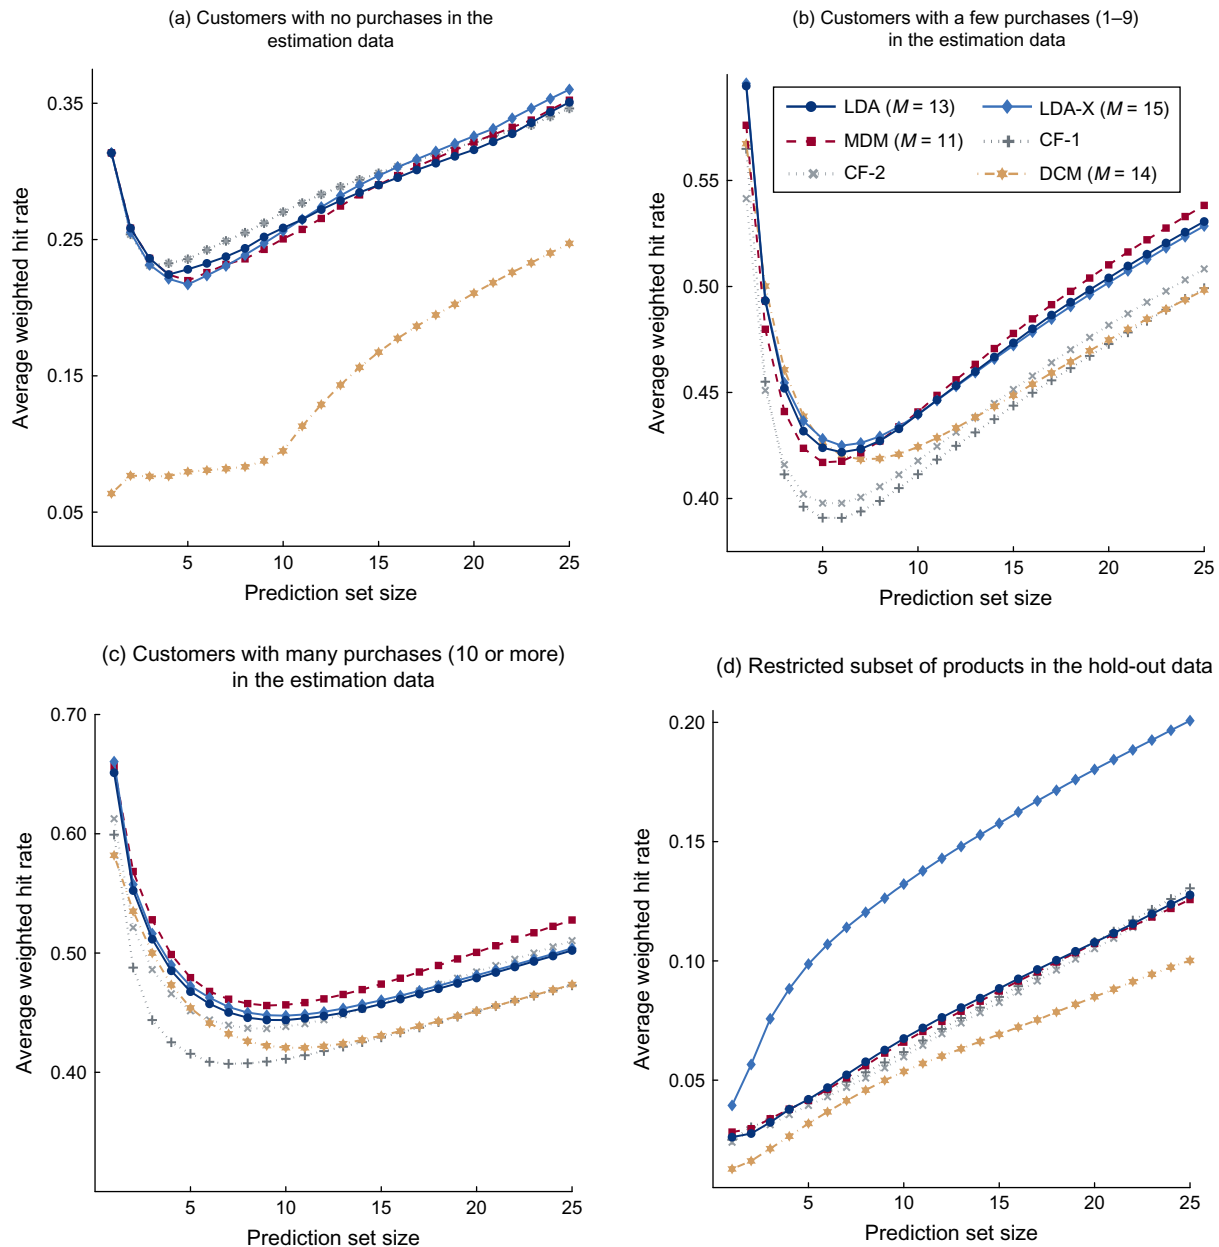 (a) Customers with no purchases in the
estimation data
Average weighted hit rate
0.35
0.25
0.15
0.05
5
10
15
20
25
Prediction set size
(b) Customers with a few purchases (1–9)
in the estimation data
Average weighted hit rate
0.55
0.50
0.45
0.40
LDA (M = 13)
LDA-X (M = 15)
MDM (M = 11)
CF-1
CF-2
DCM (M = 14)
5
10
15
20
25
Prediction set size
(c) Customers with many purchases (10 or more)
in the estimation data
Average weighted hit rate
0.70
0.60
0.50
0.40
5
10
15
20
25
Prediction set size
(d) Restricted subset of products in the hold-out data
Average weighted hit rate
0.20
0.15
0.10
0.05
5
10
15
20
25
Prediction set size